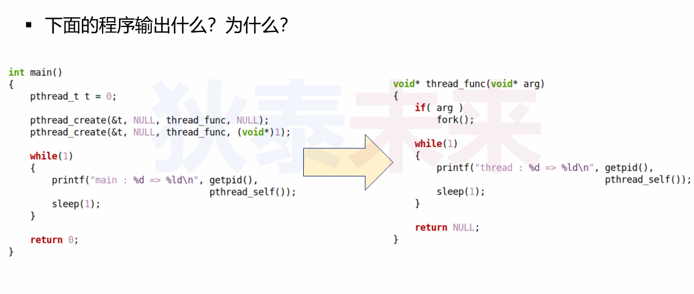 ▪ 下面的程序输出什么？为什么？
int main()
{
    pthread_t t = 0;

    pthread_create(&t, NULL, thread_func, NULL);
    pthread_create(&t, NULL, thread_func, (void*)1);

    while(1)
    {
        printf("main : %d => %ld\n", getpid(),
                                     pthread_self());
        sleep(1);
    }

    return 0;
}
void* thread_func(void* arg)
{
    if( arg )
        fork();

    while(1)
    {
        printf("thread : %d => %ld\n", getpid(),
                                       pthread_self());
        sleep(1);
    }

    return NULL;
}
狄泰未来